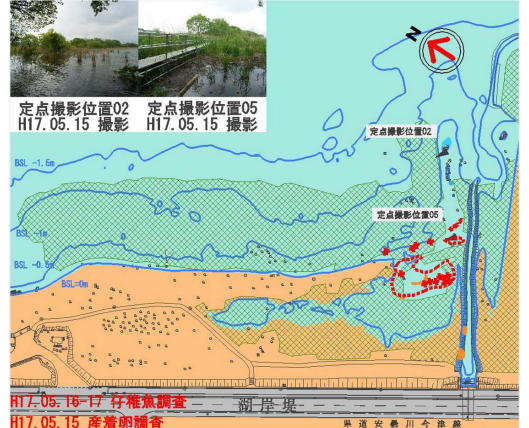 定点撮影位置02
H17.05.15 撮影
定点撮影位置05
H17.05.15 撮影
N
定点撮影位置02
BSL -1.5m
定点撮影位置05
BSL -1m
BSL -0.5m
BSL=0m
H17.05.16-17 仔稚魚調査
湖岸堤
H17.05.15 産着卵調査
県道安曇川今津線